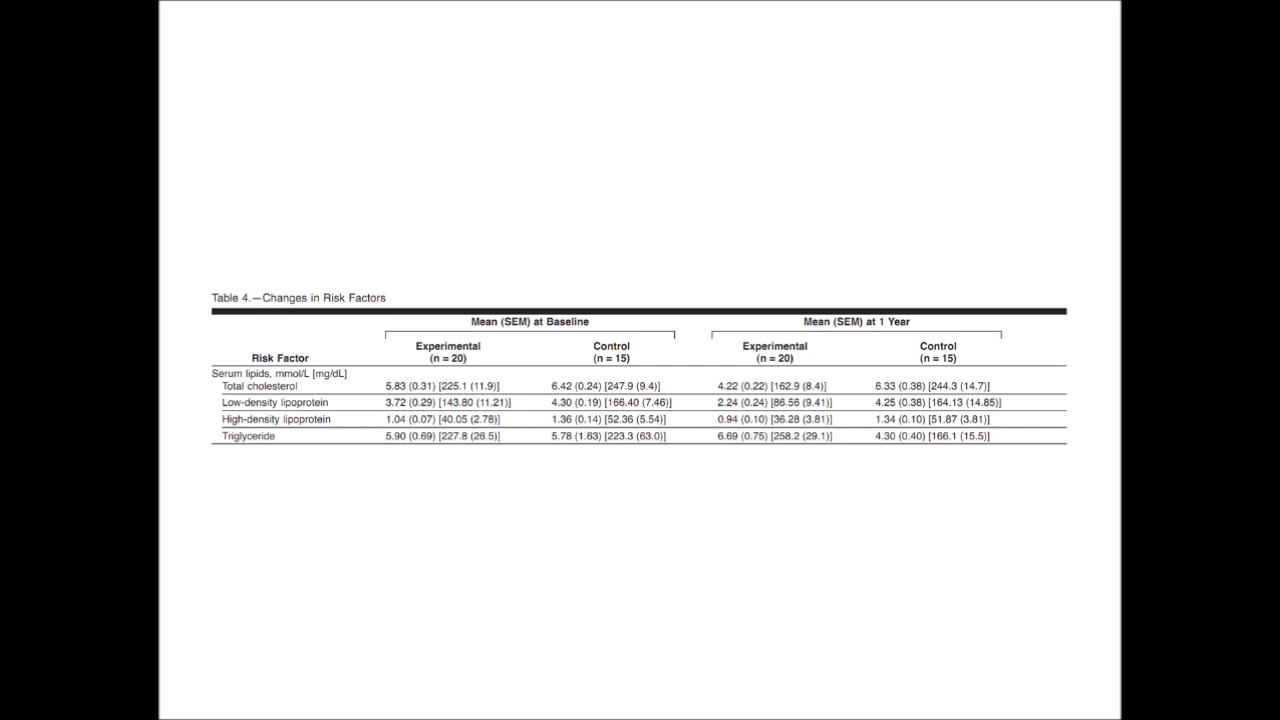 Table 4.—Changes in Risk Factors
Mean (SEM) at Baseline Mean (SEM) at 1 Year
Experimental Control Experimental Control
Risk Factor (n = 20) (n = 15) (n = 20) (n = 15)
Serum lipids, mmol/L [mg/dL]
Total cholesterol 5.83 (0.31) [225.1 (11.9)] 6.42 (0.24) [247.9 (9.4)] 4.22 (0.22) [162.9 (8.4)] 6.33 (0.38) [244.3 (14.7)]
Low-density lipoprotein 3.72 (0.29) [143.80 (11.21)] 4.30 (0.19) [166.40 (7.46)] 2.24 (0.24) [86.56 (9.41)] 4.25 (0.38) [164.13 (14.85)]
High-density lipoprotein 1.04 (0.07) [40.05 (2.78)] 1.36 (0.14) [52.36 (5.54)] 0.94 (0.10) [36.28 (3.81)] 1.34 (0.10) [51.87 (3.81)]
Triglyceride 5.90 (0.69) [227.8 (26.5)] 5.78 (1.63) [223.3 (63.0)] 6.69 (0.75) [258.2 (29.1)] 4.30 (0.40) [166.1 (15.5)]